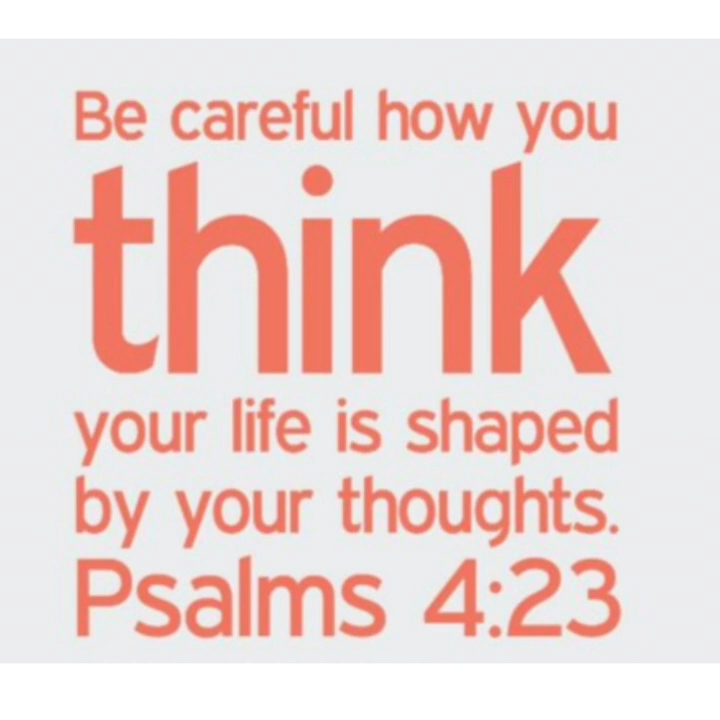 Be careful how you
think
your life is shaped
by your thoughts.
Psalms 4:23